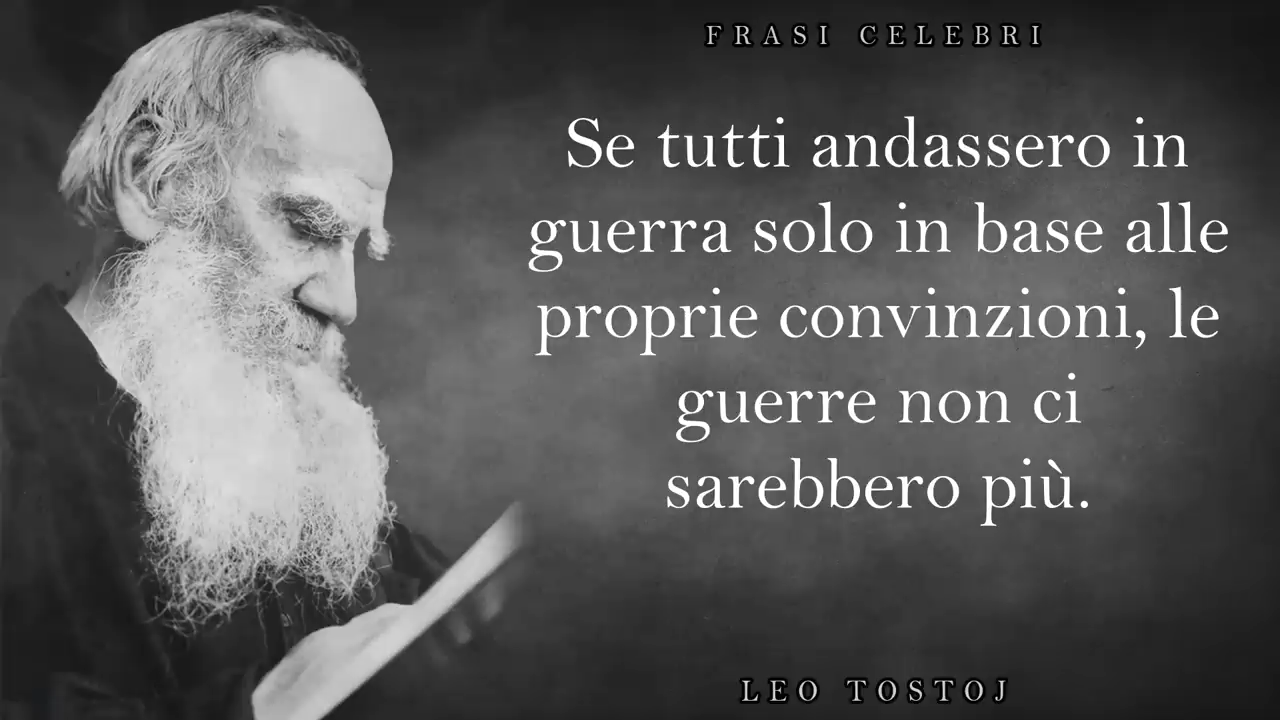 FRASI CELEBRI
Se tutti andassero in
guerra solo in base alle
proprie convinzioni, le
guerre non ci
sarebbero più.
LEO TOSTOJ